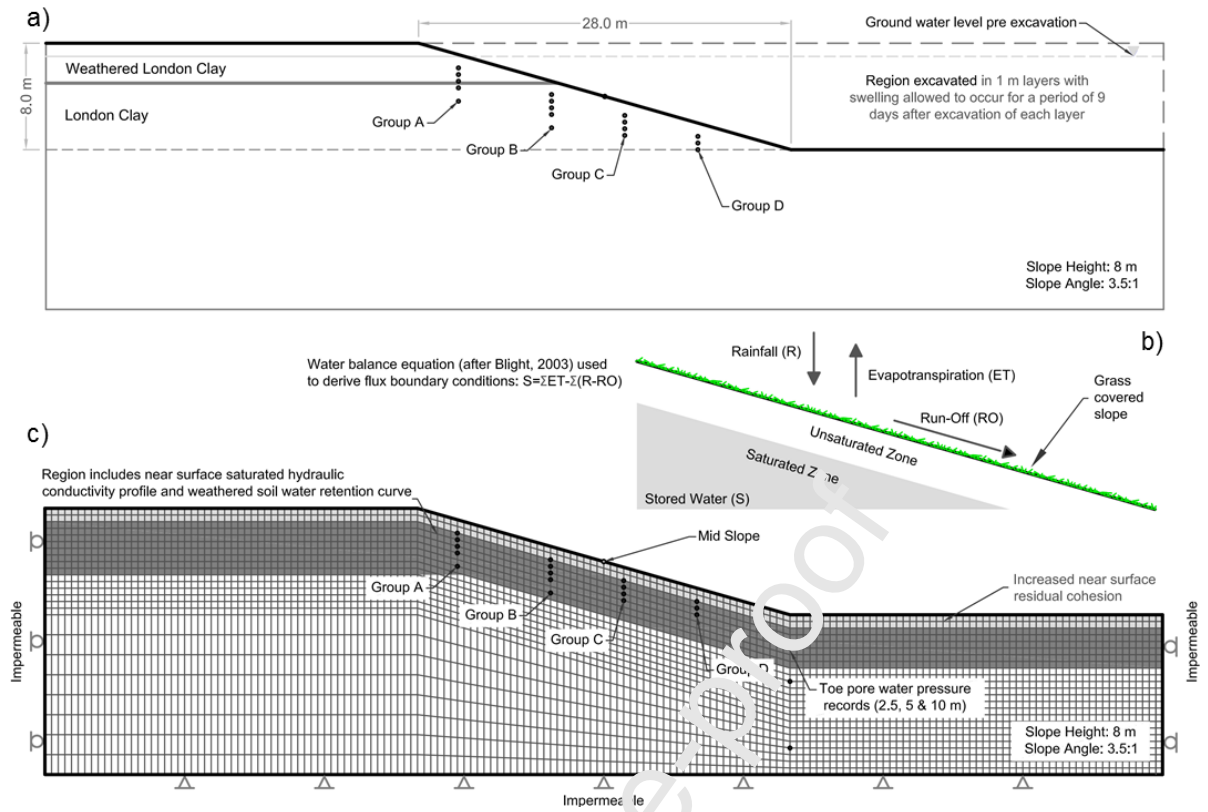 a)
28.0 m
Ground water level pre excavation
Weathered London Clay
8.0 m
London Clay
Region excavated in 1 m layers with
swelling allowed to occur for a period of 9
days after excavation of each layer
Group A
Group B
Group C
Group D
Slope Height: 8 m
Slope Angle: 3.5:1
b)
Water balance equation (after Blight, 2003) used
to derive flux boundary conditions: S=ΣET-Σ(R-RO)
Rainfall (R)
Evapotranspiration (ET)
Run-Off (RO)
Grass
covered
slope
Unsaturated Zone
Saturated Z ne
Stored Water (S)
c)
Region includes near surface saturated hydraulic
conductivity profile and weathered soil water retention curve
Mid Slope
Group A
Group B
Group C
Group D
Increased near surface
residual cohesion
Toe pore water pressure
records (2.5, 5 & 10 m)
Slope Height: 8 m
Slope Angle: 3.5:1
Impermeable
Impermeable
Impermeable
e-proof